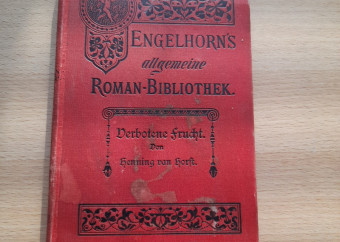 ENGELHORN'S
allgemeine
ROMAN-BIBLIOTHEK.
Verbotene Frucht.
Von
Henning van Horst.